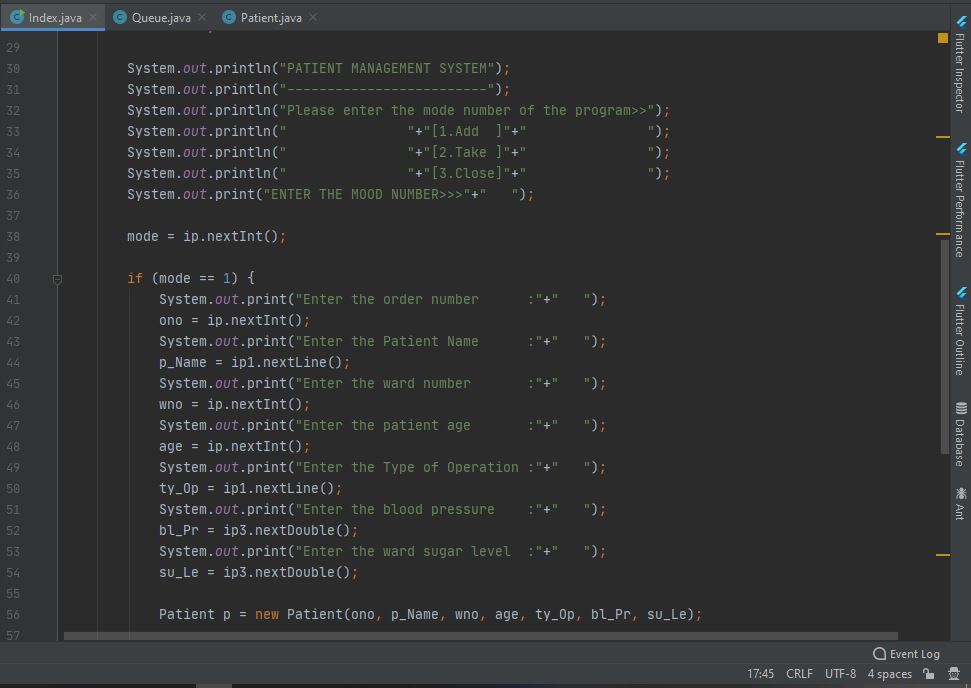 Index.java
Queue.java
Patient.java
29
30 System.out.println("PATIENT MANAGEMENT SYSTEM");
31 System.out.println("-------------------------");
32 System.out.println("Please enter the mode number of the program>>");
33 System.out.println("               "+"[1.Add  ]"+"               ");
34 System.out.println("               "+"[2.Take ]"+"               ");
35 System.out.println("               "+"[3.Close]"+"               ");
36 System.out.print("ENTER THE MOOD NUMBER>>>"+"   ");
37
38 mode = ip.nextInt();
39
40 if (mode == 1) {
41     System.out.print("Enter the order number      :"+"   ");
42     ono = ip.nextInt();
43     System.out.print("Enter the Patient Name      :"+"   ");
44     p_Name = ip1.nextLine();
45     System.out.print("Enter the ward number       :"+"   ");
46     wno = ip.nextInt();
47     System.out.print("Enter the patient age       :"+"   ");
48     age = ip.nextInt();
49     System.out.print("Enter the Type of Operation :"+"   ");
50     ty_Op = ip1.nextLine();
51     System.out.print("Enter the blood pressure    :"+"   ");
52     bl_Pr = ip3.nextDouble();
53     System.out.print("Enter the ward sugar level  :"+"   ");
54     su_Le = ip3.nextDouble();
55
56     Patient p = new Patient(ono, p_Name, wno, age, ty_Op, bl_Pr, su_Le);
57
Flutter Inspector
Flutter Performance
Flutter Outline
Database
Ant
Event Log
17:45 CRLF UTF-8 4 spaces